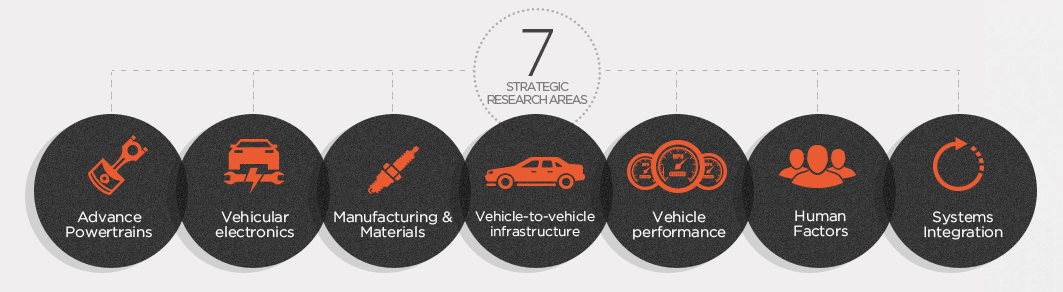 7
STRATEGIC
RESEARCH AREAS
Advance
Powertrains
Vehicular
electronics
Manufacturing &
Materials
Vehicle-to-vehicle
infrastructure
Vehicle
performance
Human
Factors
Systems
Integration